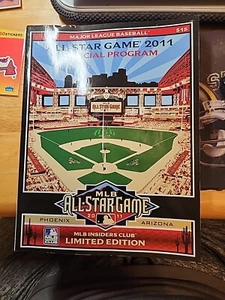 MAJOR LEAGUE BASEBALL
$15
ALL-STAR GAME 2011
OFFICIAL PROGRAM
ALL-STAR GAME
MLB
ALL-STAR GAME
2011
PHOENIX
ARIZONA
MLB INSIDERS CLUB
LIMITED EDITION